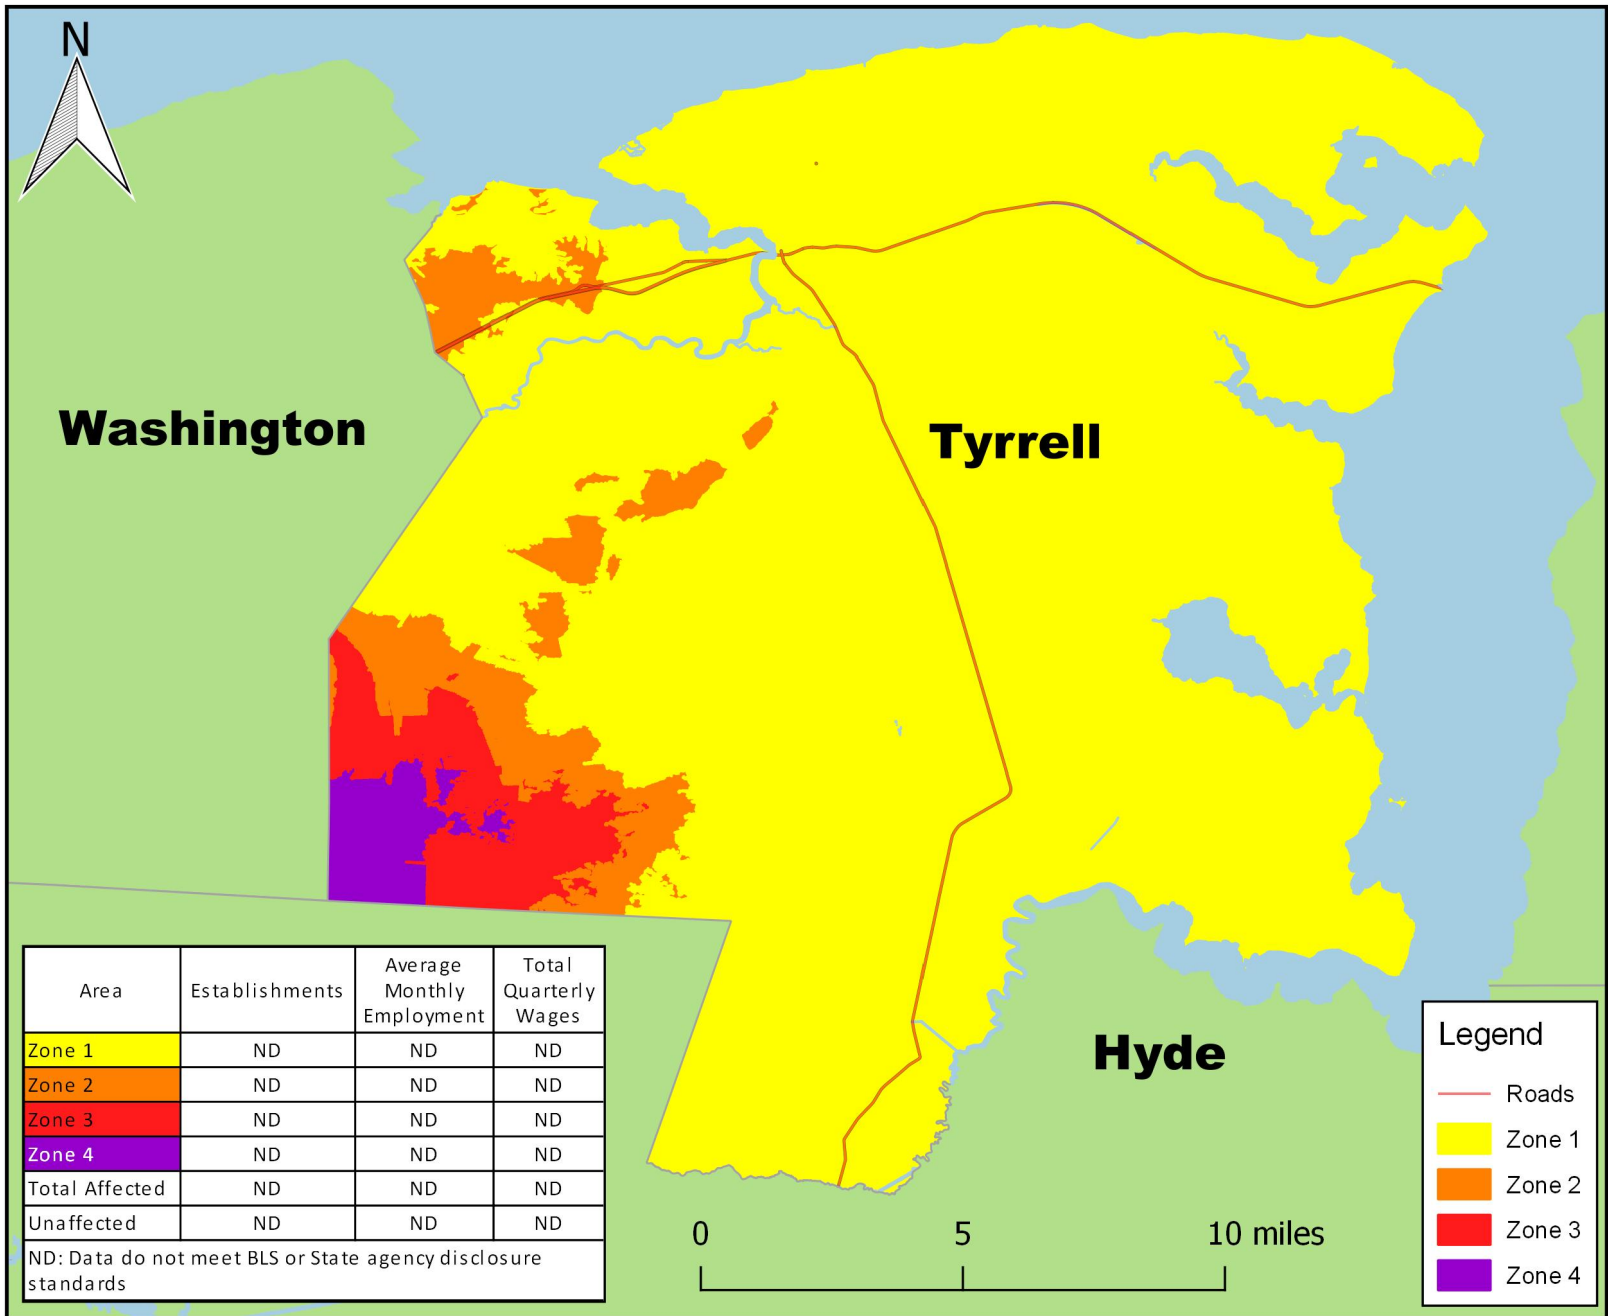 N
Washington
Tyrrell
Hyde
Area Establishments Average Monthly Employment Total Quarterly Wages
Zone 1 ND ND ND
Zone 2 ND ND ND
Zone 3 ND ND ND
Zone 4 ND ND ND
Total Affected ND ND ND
Unaffected ND ND ND
ND: Data do not meet BLS or State agency disclosure
standards
0 5 10 miles
Legend
Roads
Zone 1
Zone 2
Zone 3
Zone 4